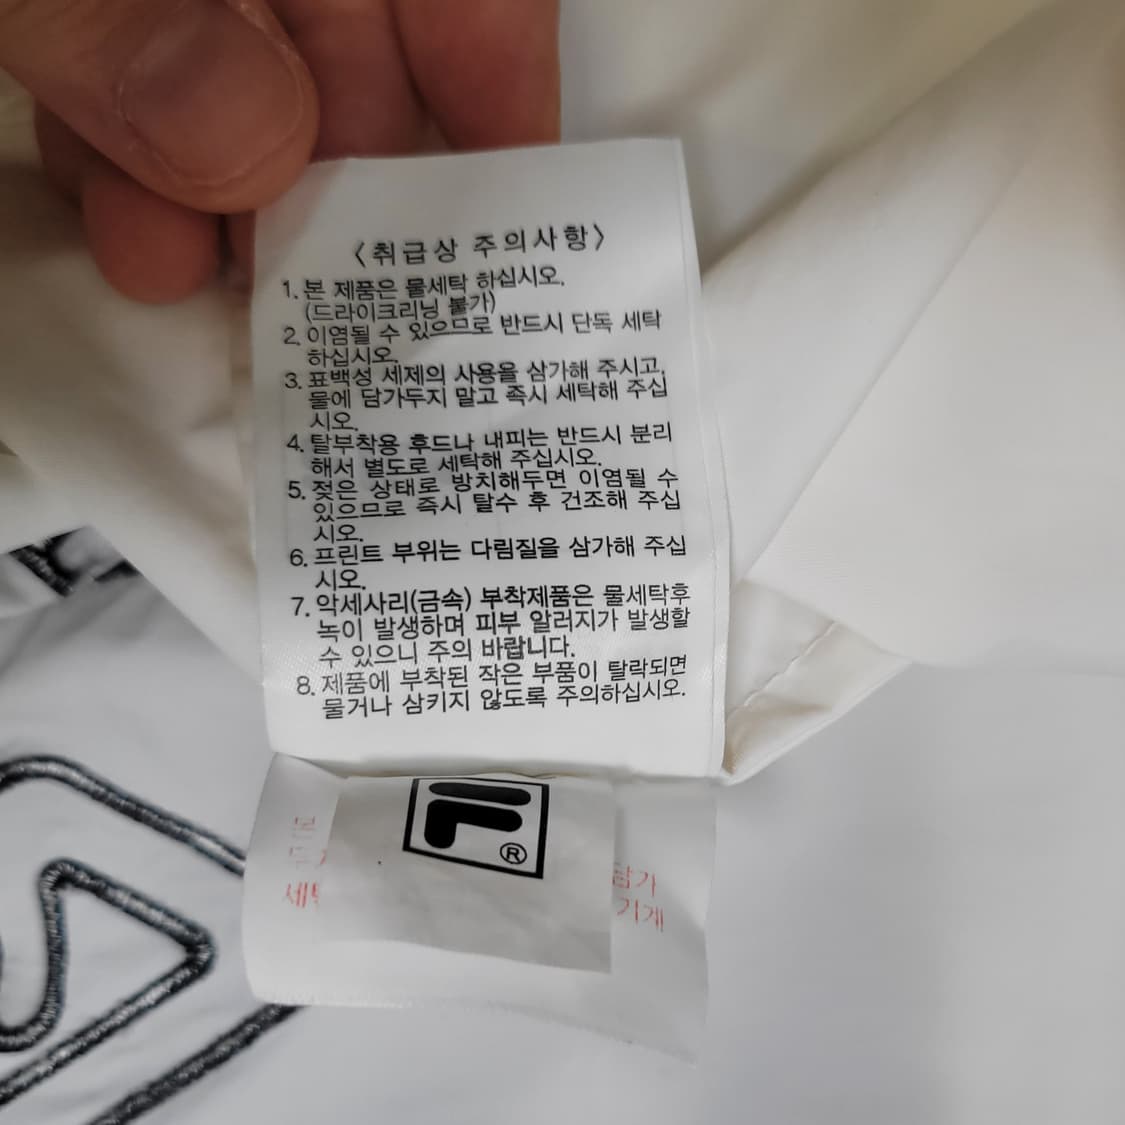 〈취급상 주의사항〉
1. 본 제품은 물세탁 하십시오.
(드라이크리닝 불가)
2. 이염될 수 있으므로 반드시 단독 세탁
하십시오.
3. 표백성 세제의 사용을 삼가해 주시고,
물에 담가두지 말고 즉시 세탁해 주십
시오.
4. 탈부착용 후드나 내피는 반드시 분리
해서 별도로 세탁해 주십시오.
5. 젖은 상태로 방치해두면 이염될 수
있으므로 즉시 탈수 후 건조해 주십
시오.
6. 프린트 부위는 다림질을 삼가해 주십
시오.
7. 악세사리(금속) 부착제품은 물세탁후
녹이 발생하며 피부 알러지가 발생할
수 있으니 주의 바랍니다.
8. 제품에 부착된 작은 부품이 탈락되면
물거나 삼키지 않도록 주의하십시오.
®
본
담가
기계